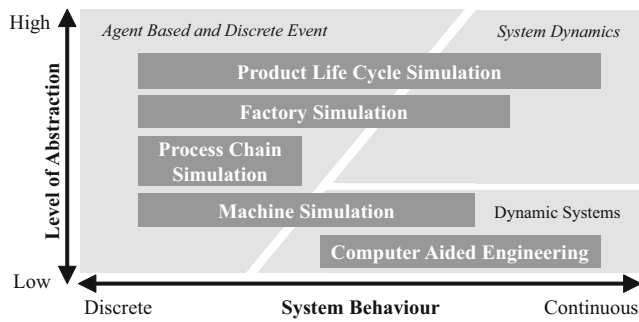 High
Agent Based and Discrete Event
System Dynamics
Product Life Cycle Simulation
Factory Simulation
Process Chain
Simulation
Level of Abstraction
Machine Simulation
Dynamic Systems
Computer Aided Engineering
Low
Discrete
System Behaviour
Continuous